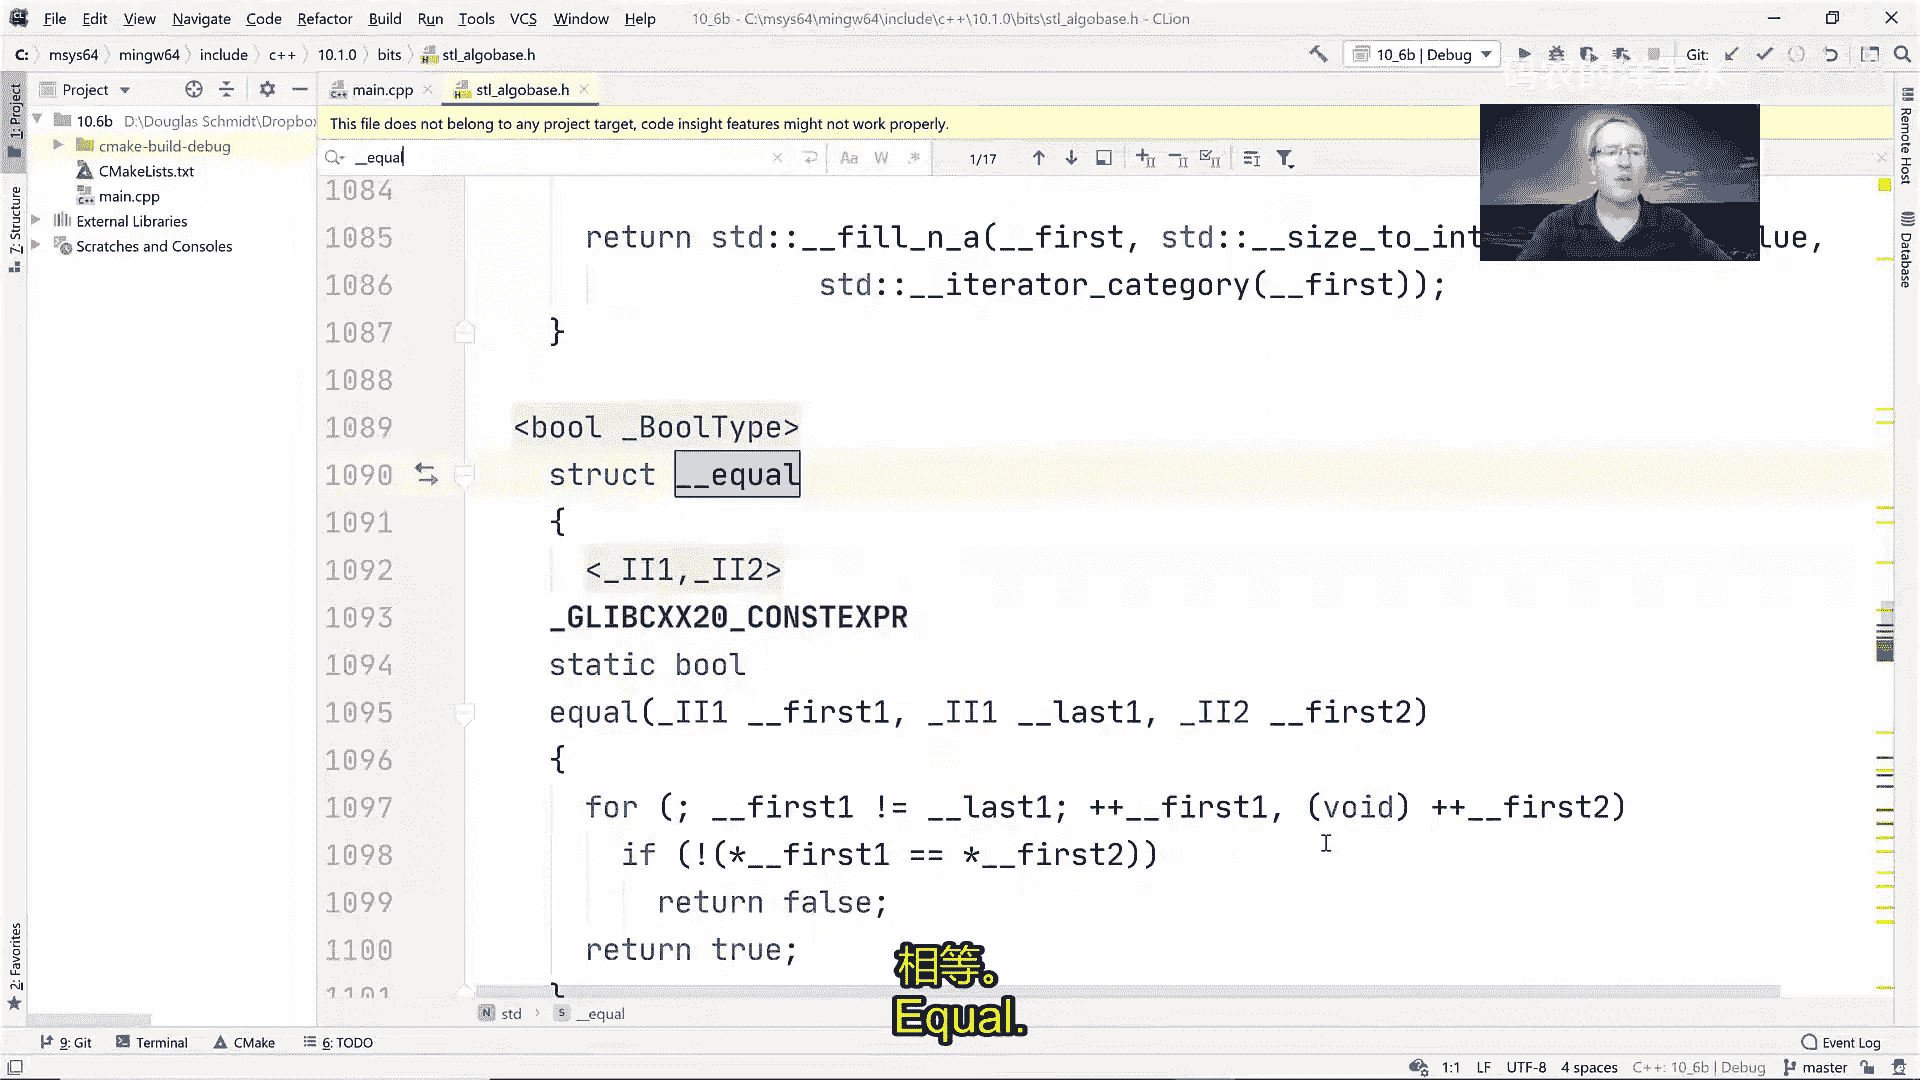 File Edit View Navigate Code Refactor Build Run Tools VCS Window Help 10_6b - C:\msys64\mingw64\include\c++\10.1.0\bits\stl_algobase.h - CLion
C: msys64 mingw64 include c++ 10.1.0 bits stl_algobase.h 10_6b | Debug Git:
1: Project
7: Structure
2: Favorites
Project
10.6b D:\Douglas Schmidt\Dropbo
cmake-build-debug
CMakeLists.txt
main.cpp
External Libraries
Scratches and Consoles
main.cpp stl_algobase.h
This file does not belong to any project target, code insight features might not work properly.
__equal Aa W .* 1/17
1084
1085 return std::__fill_n_a(__first, std::__size_to_int lue,
1086 std::__iterator_category(__first));
1087 }
1088
1089 <bool _BoolType>
1090 struct __equal
1091 {
1092 <_II1,_II2>
1093 _GLIBCXX20_CONSTEXPR
1094 static bool
1095 equal(_II1 __first1, _II1 __last1, _II2 __first2)
1096 {
1097 for (; __first1 != __last1; ++__first1, (void) ++__first2)
1098 if (!(*__first1 == *__first2))
1099 return false;
1100 return true;
1101 }
相等。
Equal.
N std S __equal
Remote Host
Database
9: Git Terminal CMake 6: TODO Event Log
1:1 LF UTF-8 4 spaces C++: 10_6b | Debug master